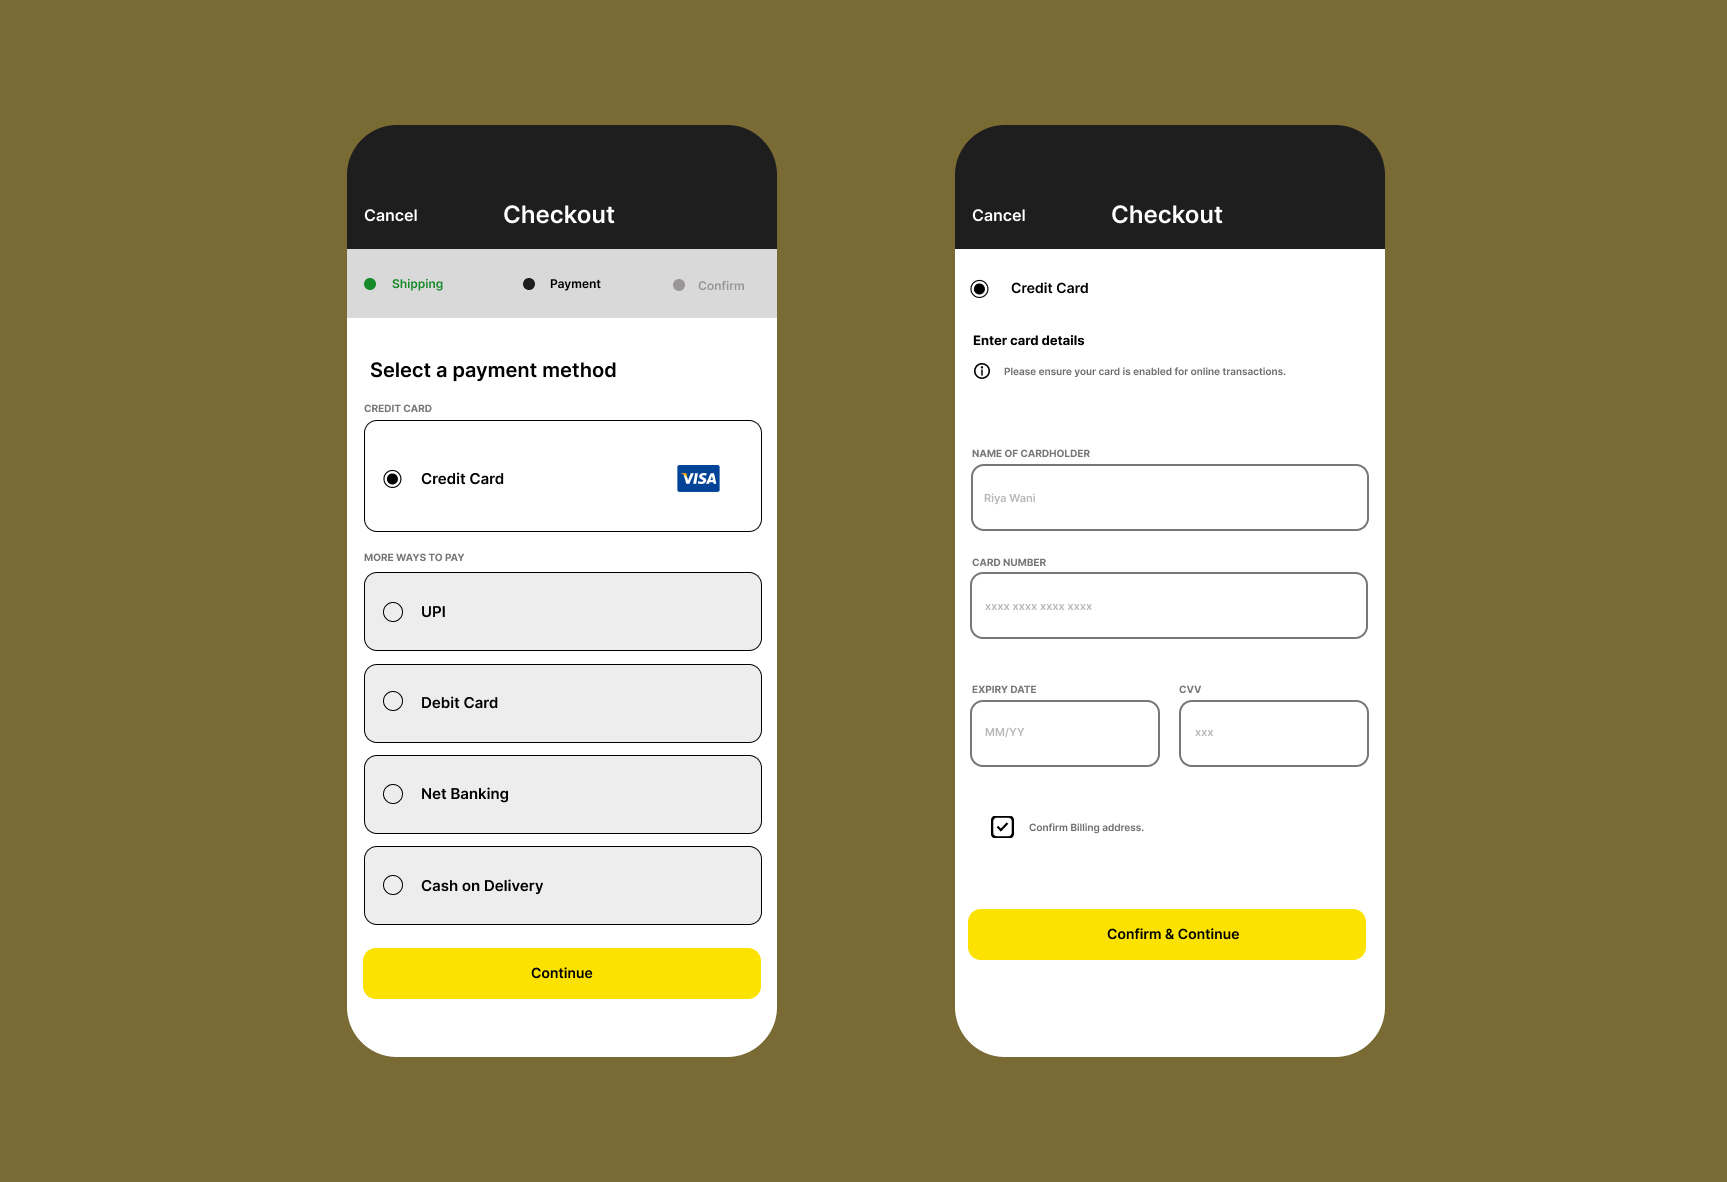 Cancel
Checkout
Shipping
Payment
Confirm
Select a payment method
CREDIT CARD
Credit Card
VISA
MORE WAYS TO PAY
UPI
Debit Card
Net Banking
Cash on Delivery
Continue
Cancel
Checkout
Credit Card
Enter card details
Please ensure your card is enabled for online transactions.
NAME OF CARDHOLDER
Riya Wani
CARD NUMBER
xxxx xxxx xxxx xxxx
EXPIRY DATE
CVV
MM/YY
xxx
Confirm Billing address.
Confirm & Continue